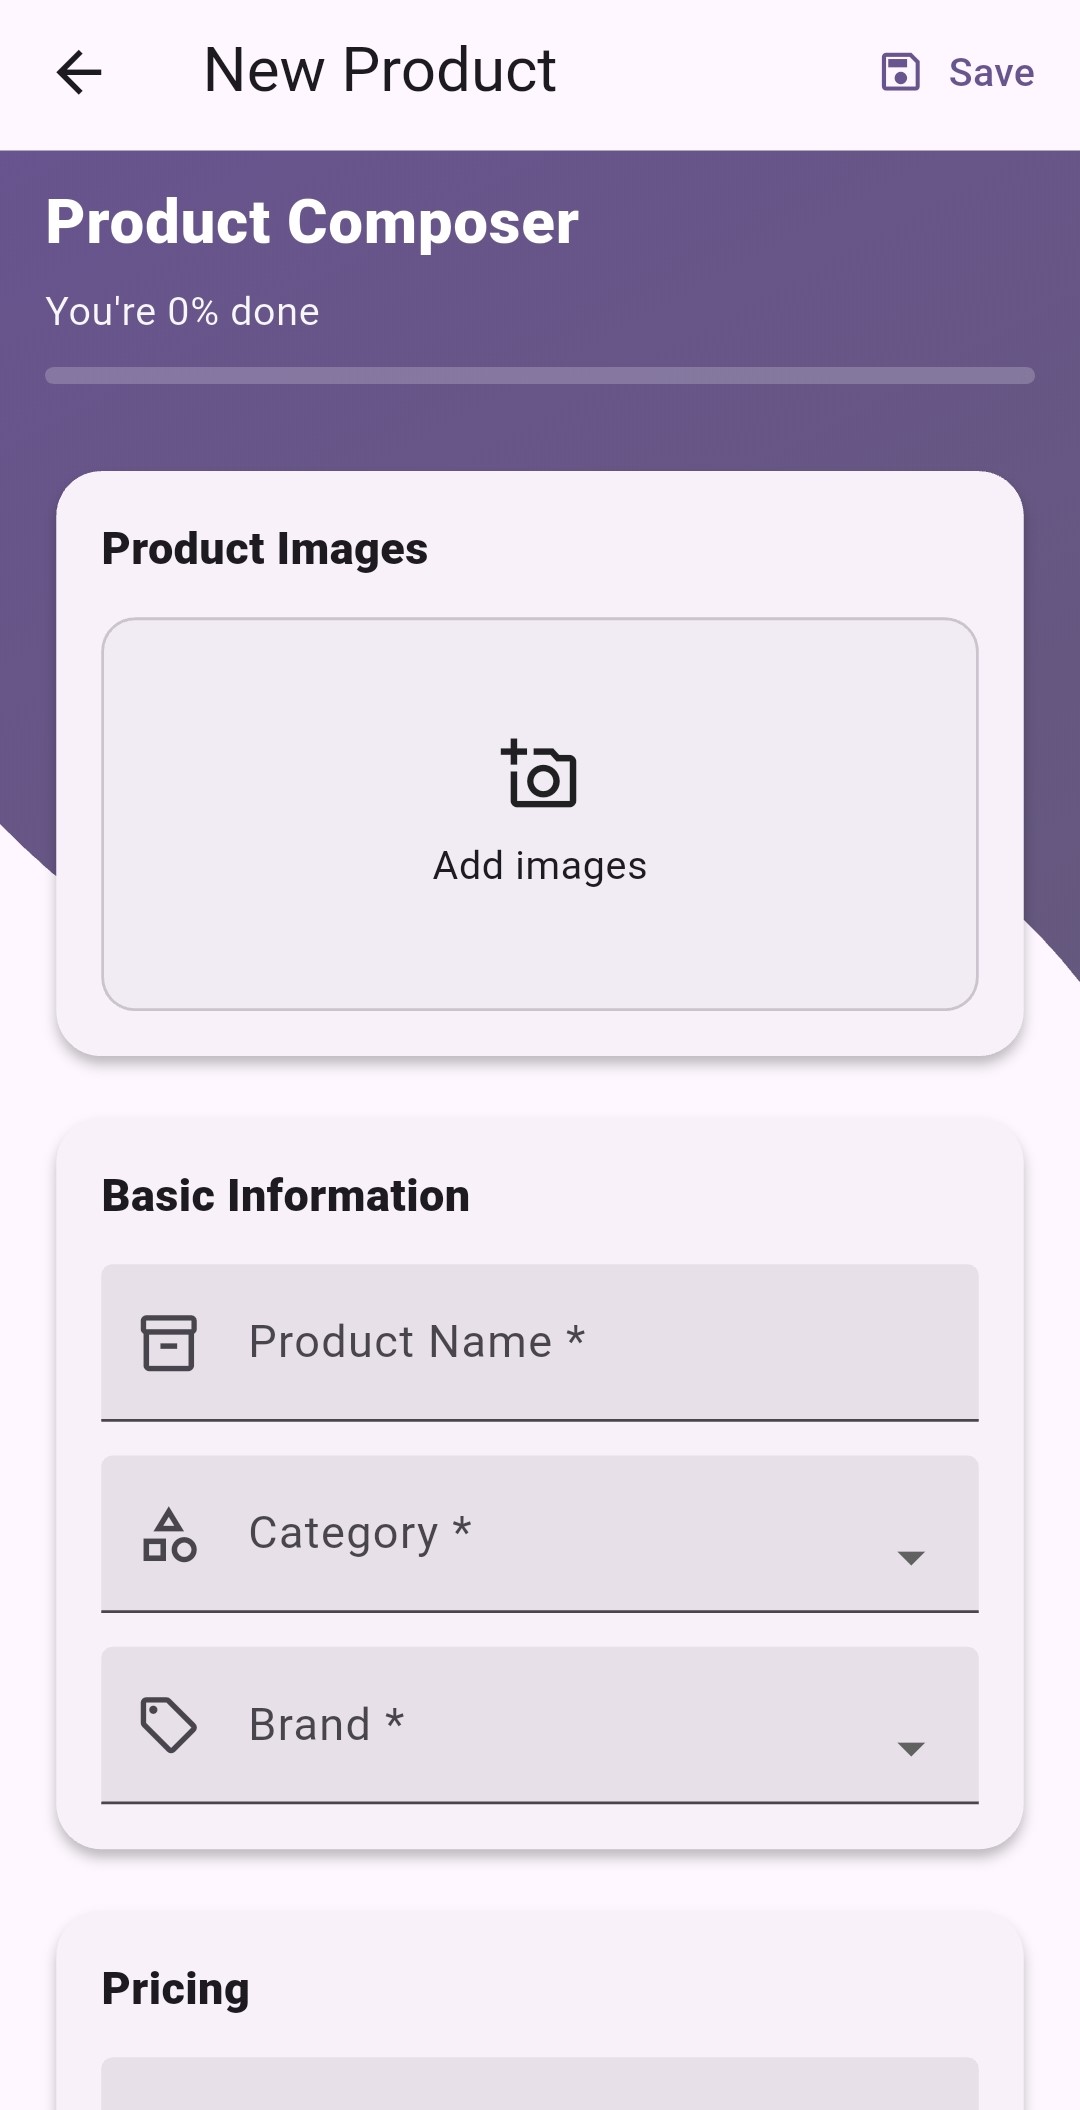 New Product
Save
Product Composer
You're 0% done
Product Images
Add images
Basic Information
Product Name *
Category *
Brand *
Pricing